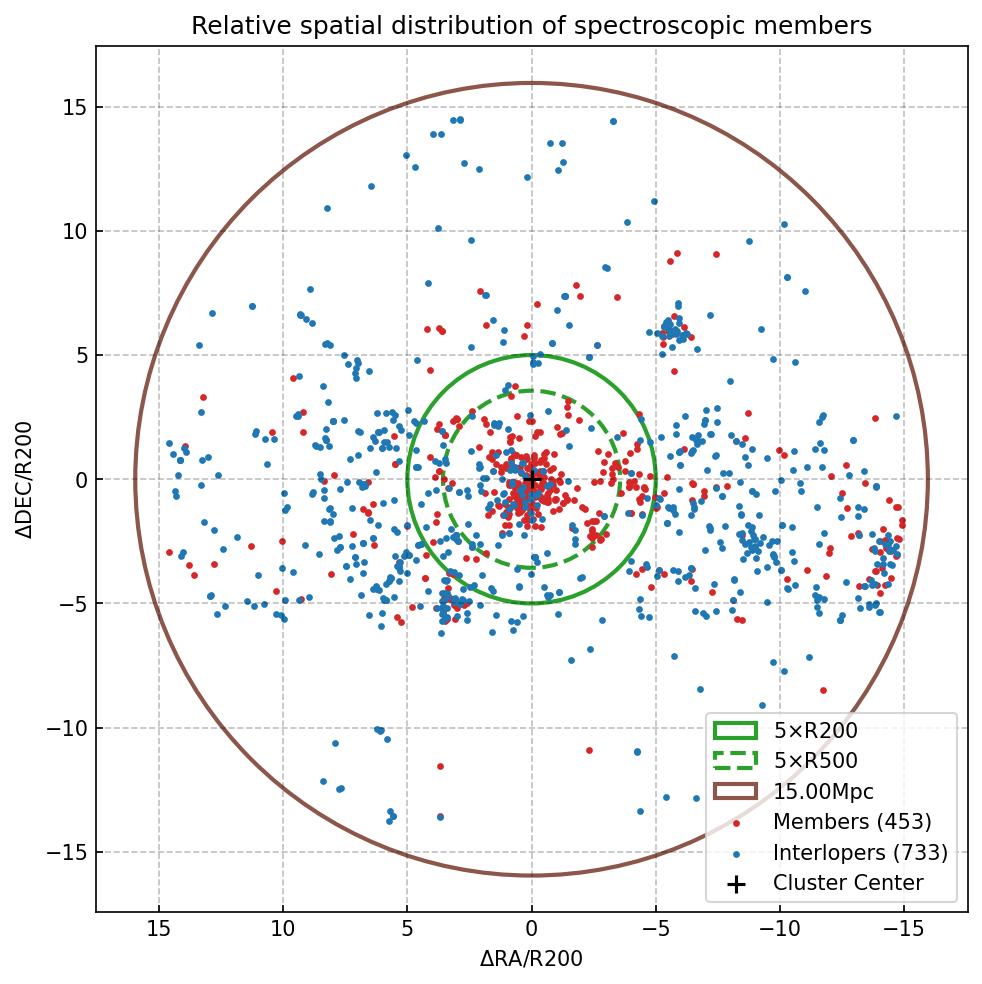 Relative spatial distribution of spectroscopic members
ΔDEC/R200
15
10
5
0
−5
−10
−15
15
10
5
0
−5
−10
−15
ΔRA/R200
5×R200
5×R500
15.00Mpc
Members (453)
Interlopers (733)
Cluster Center